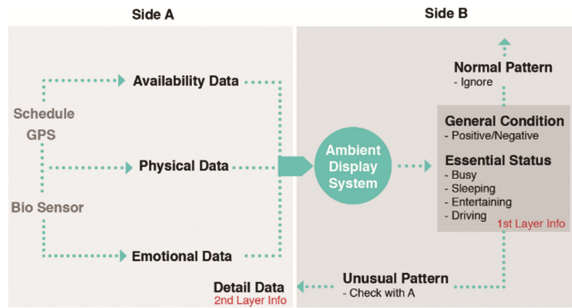 Side A
Side B
Availability Data
Schedule
GPS
Physical Data
Bio Sensor
Emotional Data
Ambient
Display
System
Normal Pattern
- Ignore
General Condition
- Positive/Negative
Essential Status
- Busy
- Sleeping
- Entertaining
- Driving
1st Layer Info
Detail Data
2nd Layer Info
Unusual Pattern
- Check with A